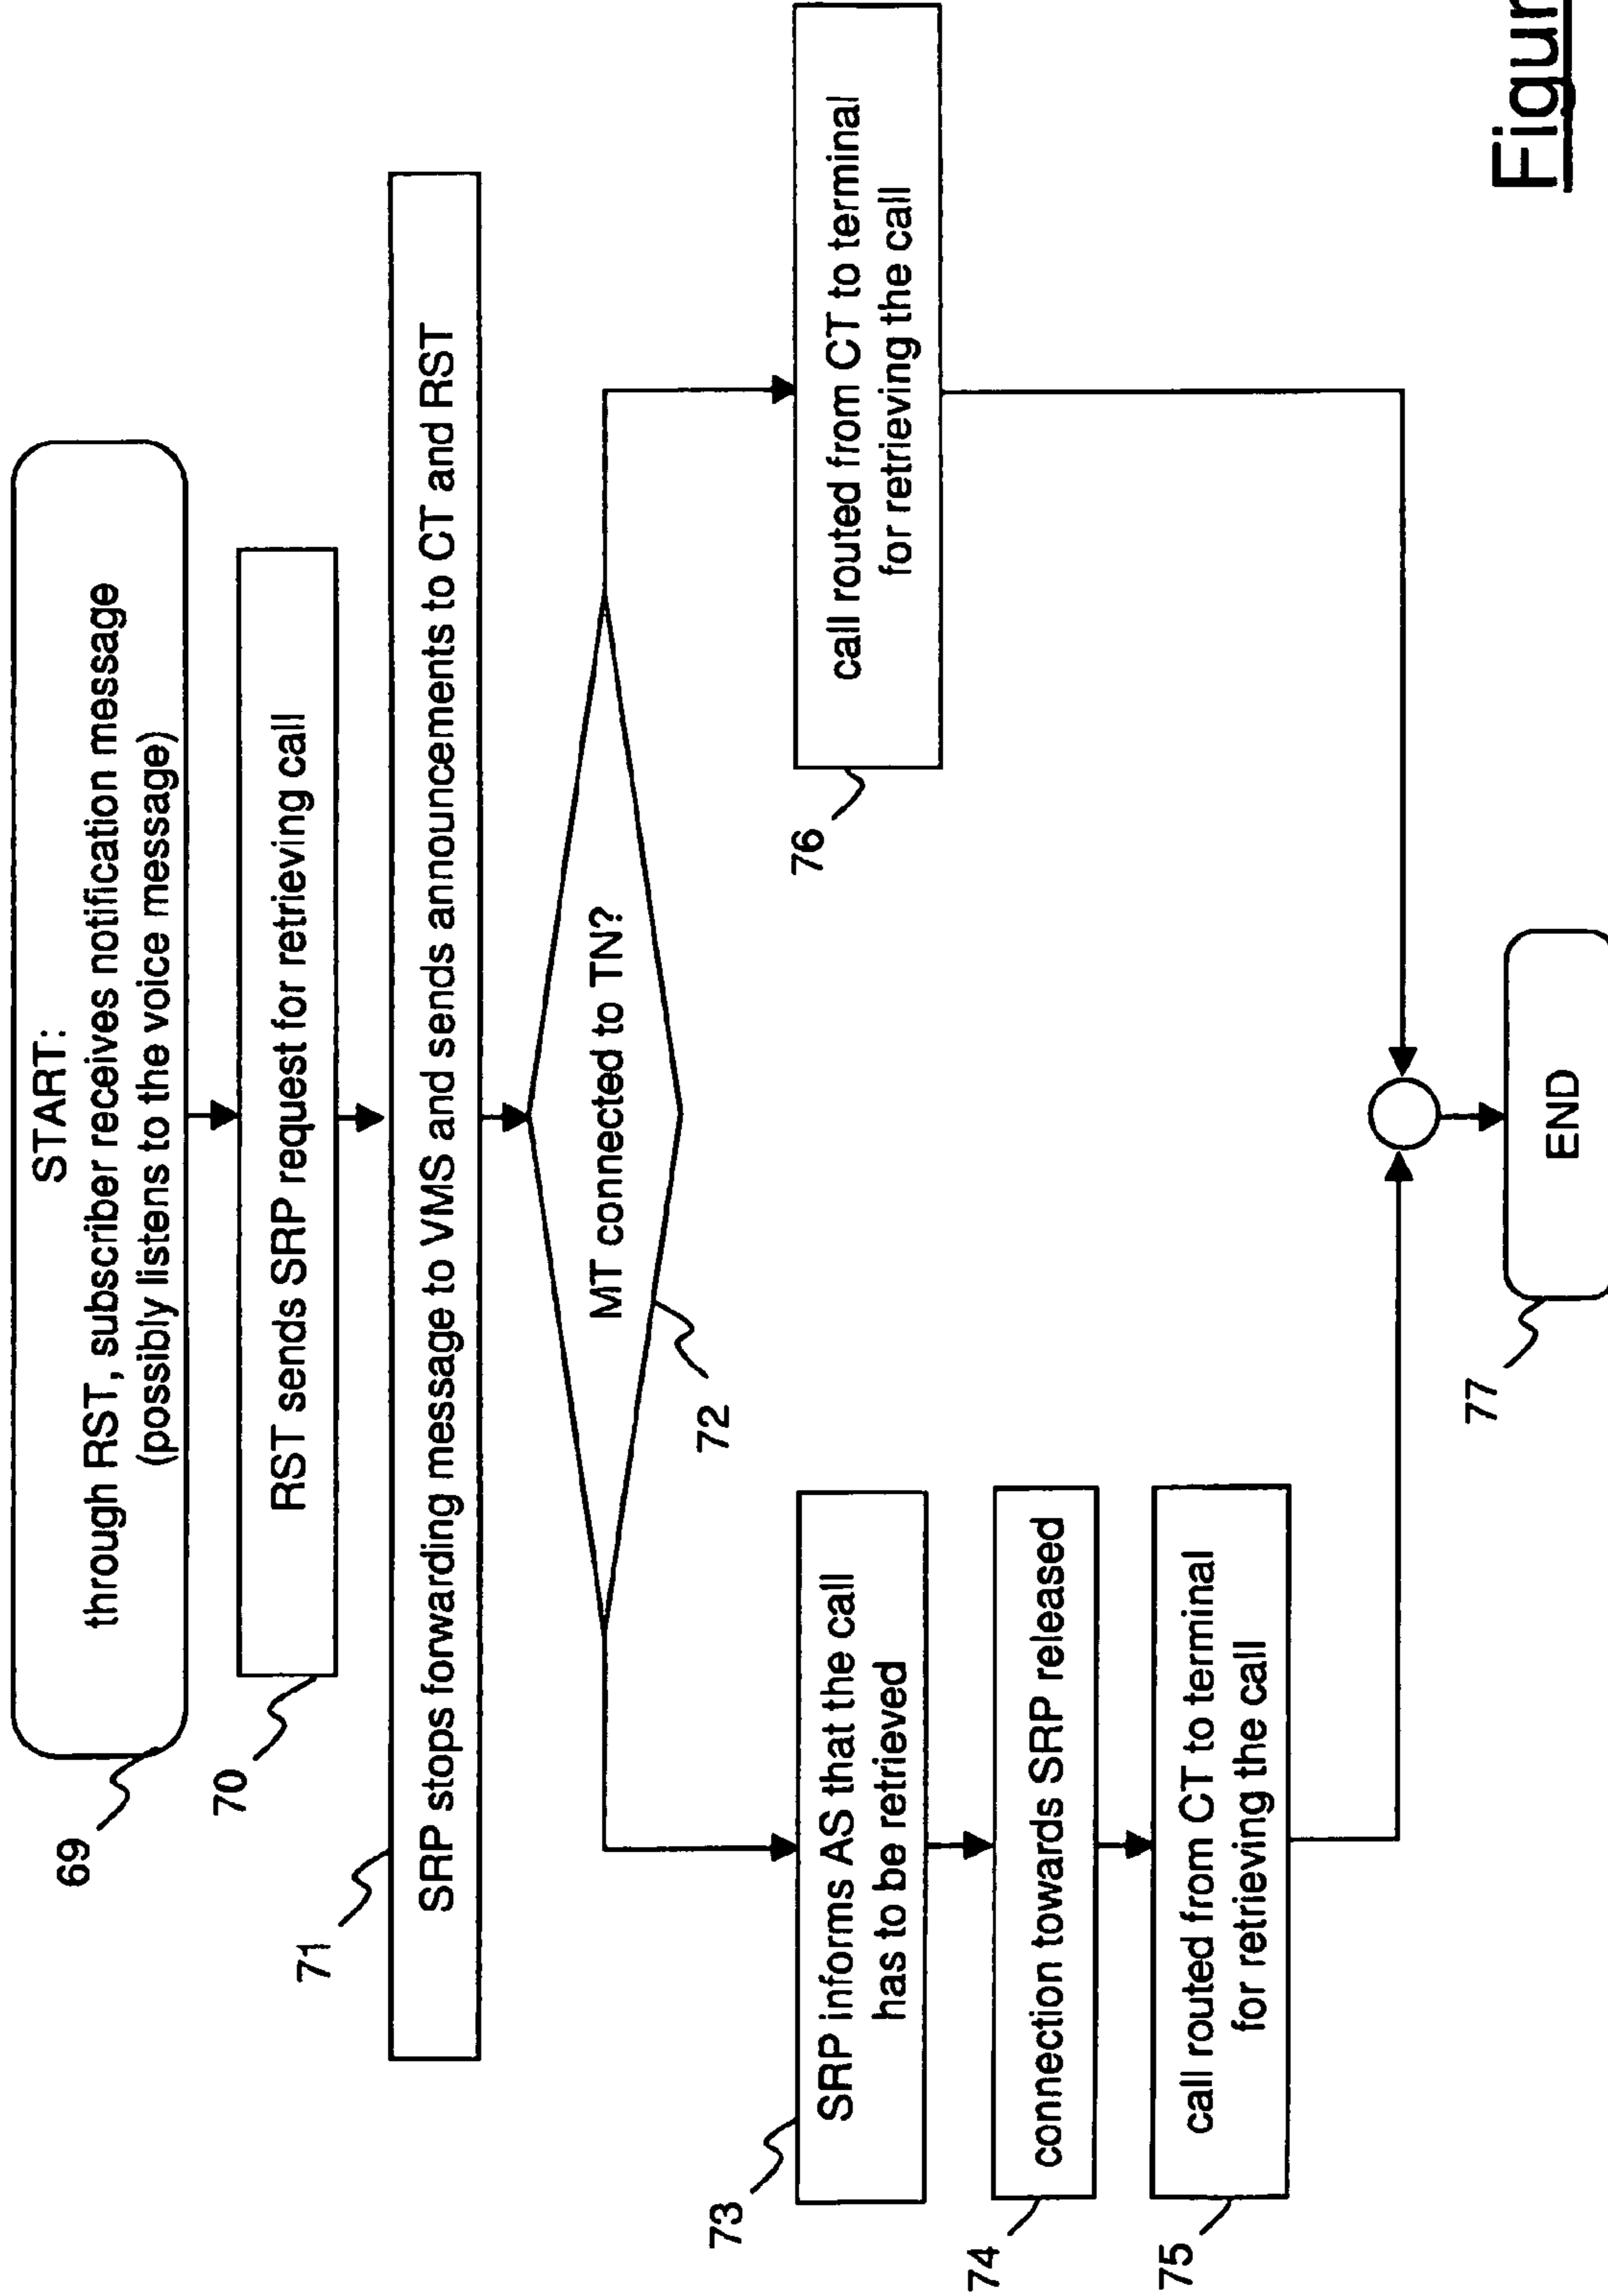 69
START:
through RST, subscriber receives notification message
(possibly listens to the voice message)
70
RST sends SRP request for retrieving call
71
SRP stops forwarding message to VMS and sends announcements to CT and RST
72
MT connected to TN?
73
SRP informs AS that the call
has to be retrieved
74
connection towards SRP released
75
call routed from CT to terminal
for retrieving the call
76
call routed from CT to terminal
for retrieving the call
77
END